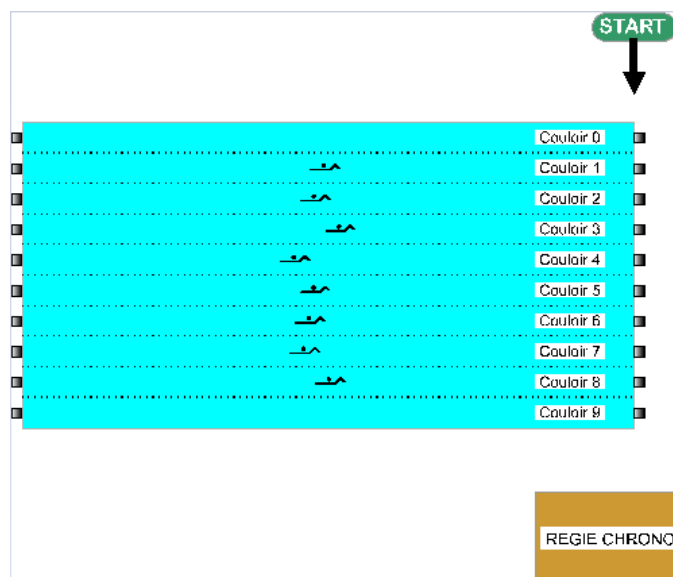 START
Couloir 0
Couloir 1
Couloir 2
Couloir 3
Couloir 4
Couloir 5
Couloir 6
Couloir 7
Couloir 8
Couloir 9
REGIE CHRONO